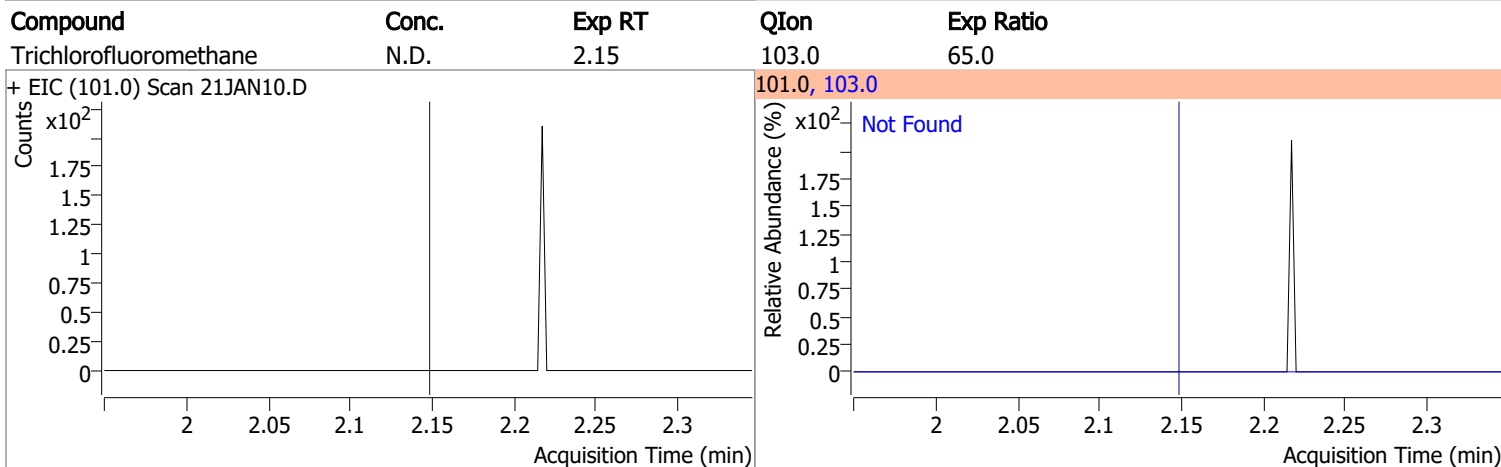 Compound Conc. Exp RT QIon Exp Ratio
Trichlorofluoromethane N.D. 2.15 103.0 65.0
+ EIC (101.0) Scan 21JAN10.D
Counts
x10²
1.75
1.5
1.25
1
0.75
0.5
0.25
0
2 2.05 2.1 2.15 2.2 2.25 2.3
Acquisition Time (min)
101.0, 103.0
Relative Abundance (%)
x10²
Not Found
1.75
1.5
1.25
1
0.75
0.5
0.25
0
2 2.05 2.1 2.15 2.2 2.25 2.3
Acquisition Time (min)